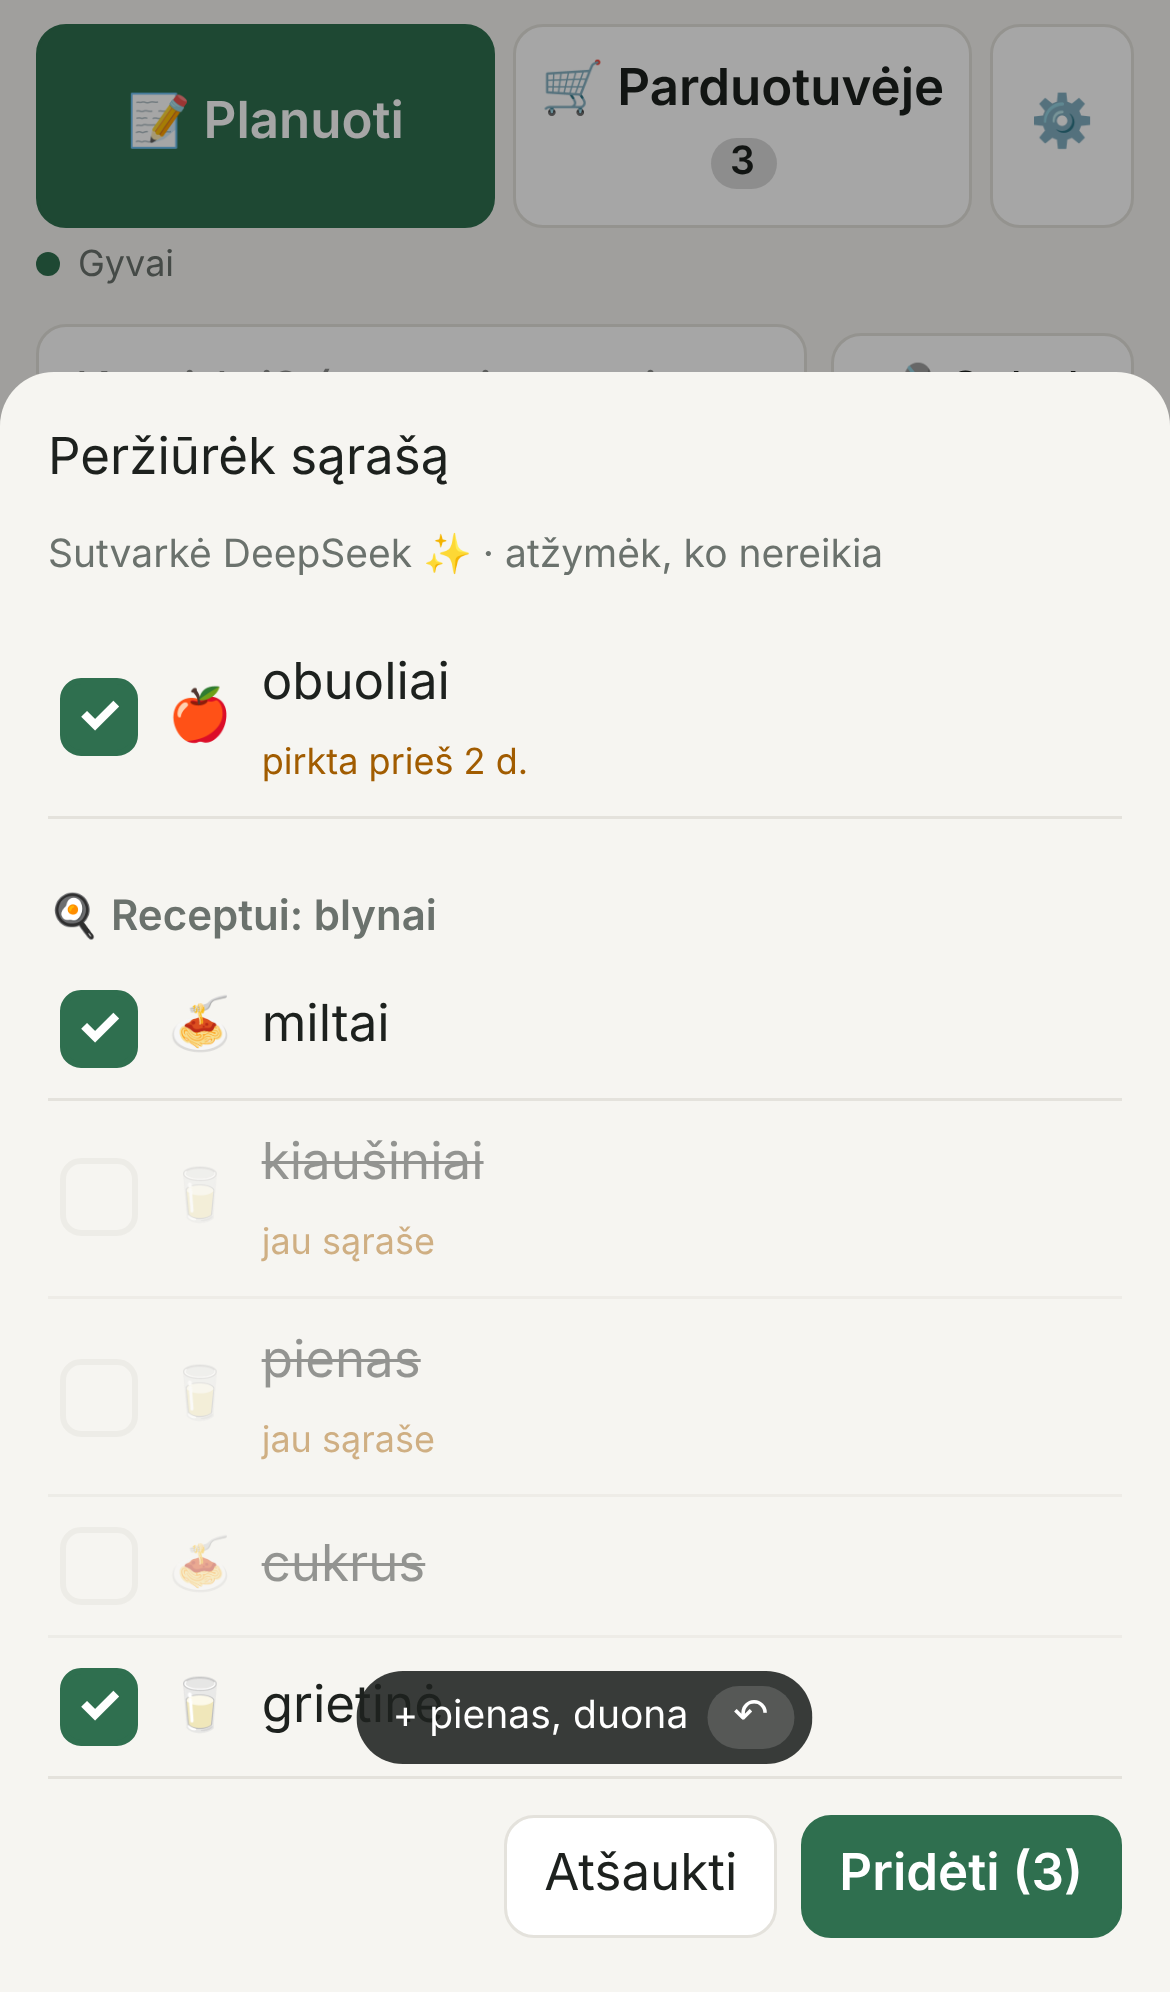 Planuoti
Parduotuvėje
3
Gyvai
Peržiūrėk sąrašą
Sutvarkė DeepSeek ✨ · atžymėk, ko nereikia
obuoliai
pirkta prieš 2 d.
Receptui: blynai
miltai
kiaušiniai
jau sąraše
pienas
jau sąraše
cukrus
grietinė
+ pienas, duona
Atšaukti
Pridėti (3)